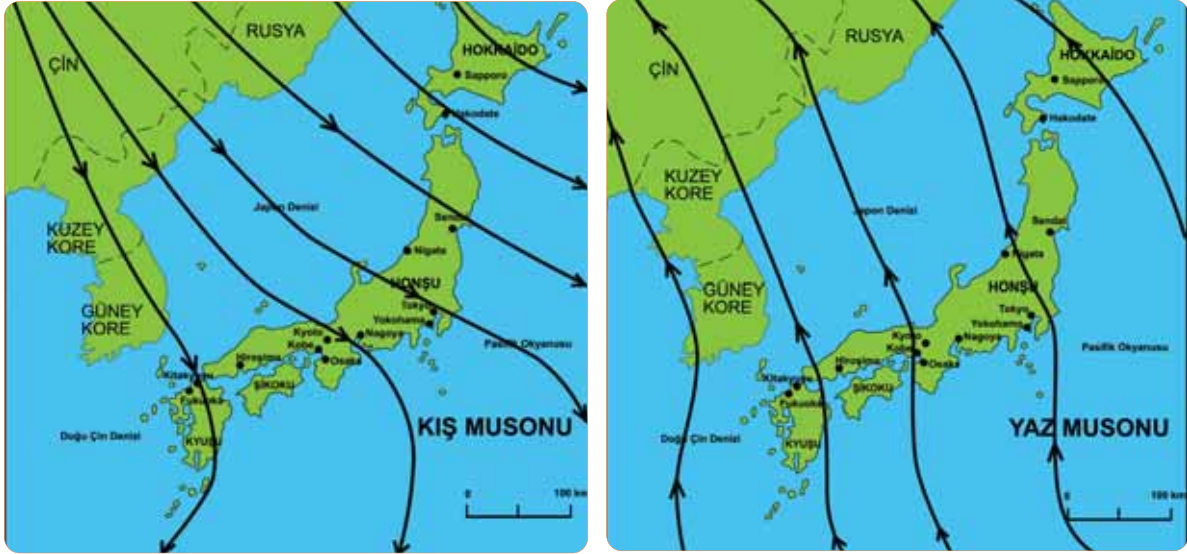 RUSYA
HOKKAİDO
ÇİN
Sapporo
Hakodate
KUZEY
KORE
Japon Denizi
Sendai
Nigata
GÜNEY
KORE
HONŞU
Tokyo
Yokohama
Kyoto
Nagoya
Kobe
Pasifik Okyanusu
Hiroşima
Osaka
Kitakyuşu
ŞİKOKU
Fukuoka
KIŞ MUSONU
Doğu Çin Denizi
KYUŞU
0 100 km
RUSYA
HOKKAİDO
ÇİN
Sapporo
Hakodate
KUZEY
KORE
Japon Denizi
Sendai
Nigata
GÜNEY
KORE
HONŞU
Tokyo
Yokohama
Kyoto
Nagoya
Kobe
Pasifik Okyanusu
Hiroşima
Osaka
Kitakyuşu
ŞİKOKU
Fukuoka
YAZ MUSONU
Doğu Çin Denizi
KYUŞU
0 100 km